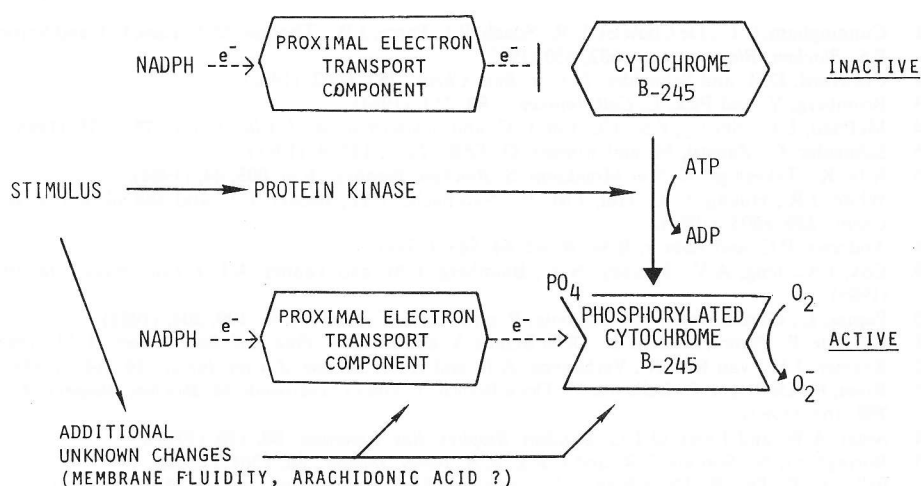 PROXIMAL ELECTRON
TRANSPORT
COMPONENT
NADPH
e-
e-
CYTOCHROME
B-245
INACTIVE
STIMULUS
PROTEIN KINASE
ATP
ADP
PO4
NADPH
e-
PROXIMAL ELECTRON
TRANSPORT
COMPONENT
e-
PHOSPHORYLATED
CYTOCHROME
B-245
O2
O2-
ACTIVE
ADDITIONAL
UNKNOWN CHANGES
(MEMBRANE FLUIDITY, ARACHIDONIC ACID ?)